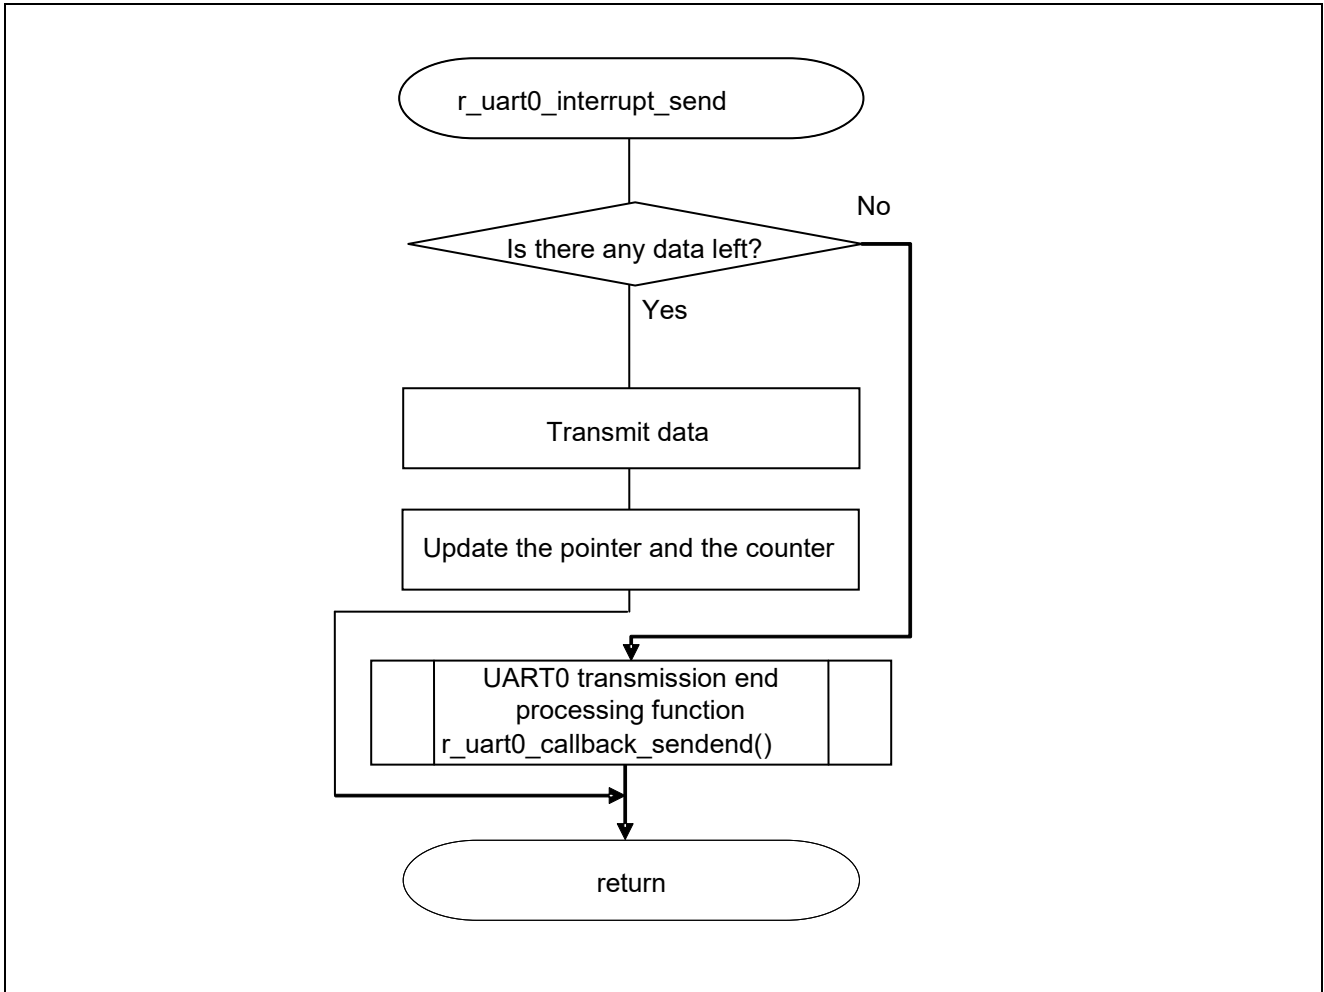 r_uart0_interrupt_send
No
Is there any data left?
Yes
Transmit data
Update the pointer and the counter
UART0 transmission end
processing function
r_uart0_callback_sendend()
return